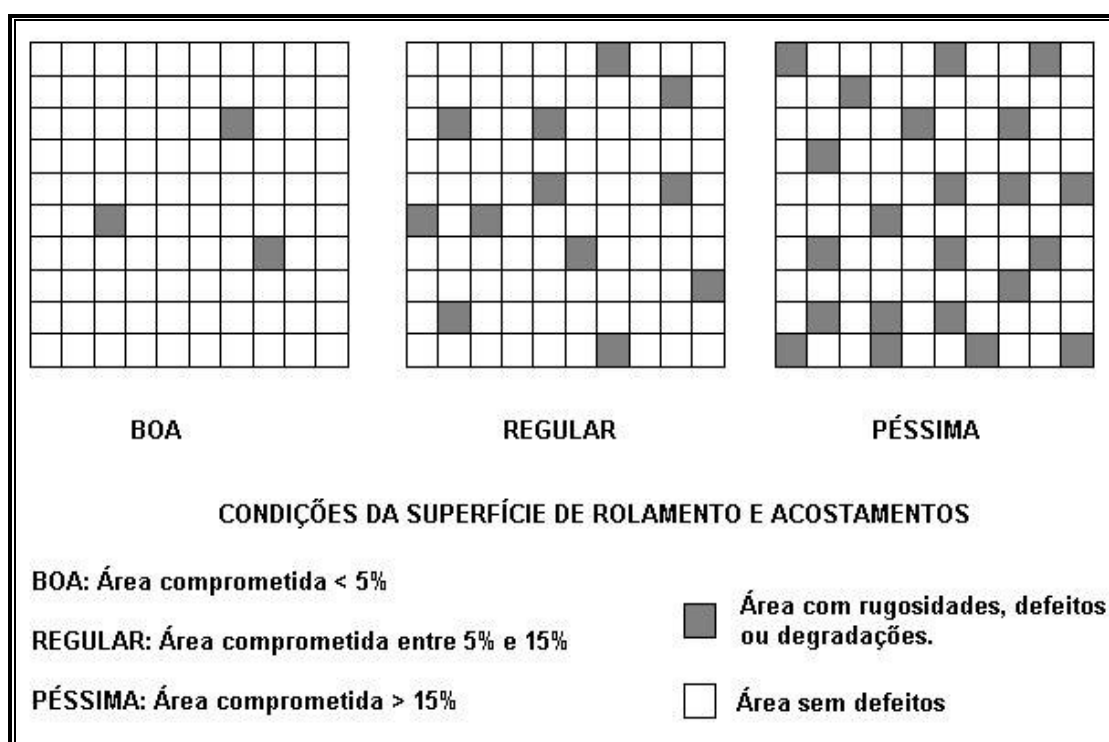 BOA
REGULAR
PÉSSIMA
CONDIÇÕES DA SUPERFÍCIE DE ROLAMENTO E ACOSTAMENTOS
BOA: Área comprometida < 5%
REGULAR: Área comprometida entre 5% e 15%
PÉSSIMA: Área comprometida > 15%
Área com rugosidades, defeitos
ou degradações.
Área sem defeitos